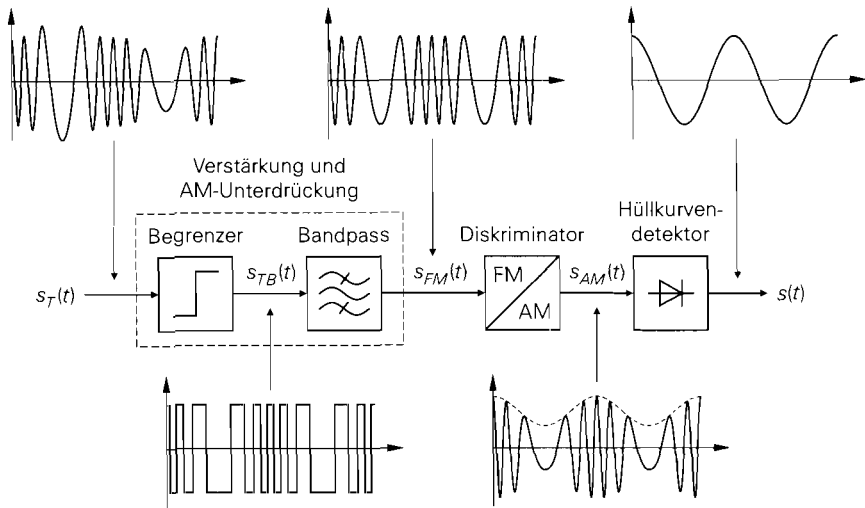 Verstärkung und
AM-Unterdrückung
Hüllkurven-
detektor
Begrenzer
Bandpass
Diskriminator
s_T(t)
s_TB(t)
s_FM(t)
FM
AM
s_AM(t)
s(t)